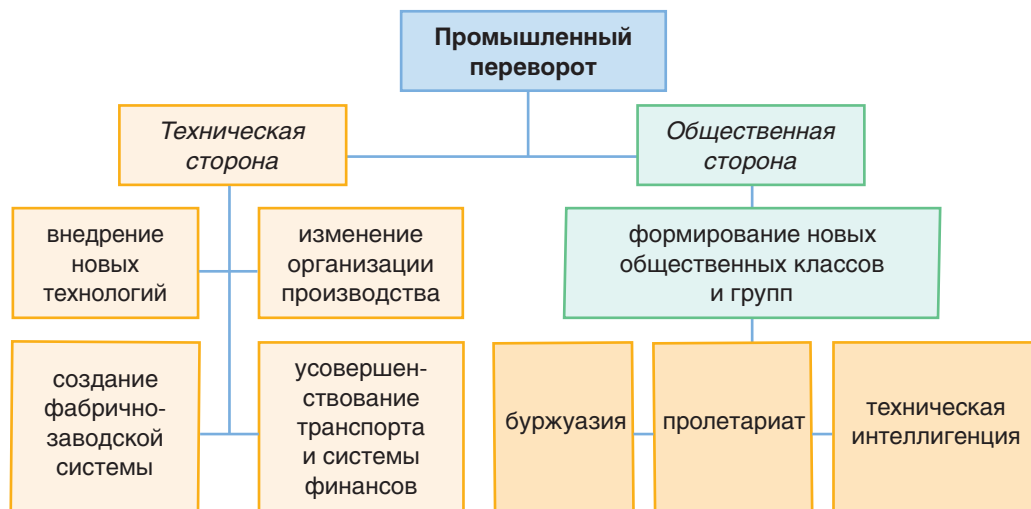 Промышленный
переворот
Техническая
сторона
Общественная
сторона
внедрение
новых
технологий
изменение
организации
производства
формирование новых
общественных классов
и групп
создание
фабрично-
заводской
системы
усовершен-
ствование
транспорта
и системы
финансов
буржуазия
пролетариат
техническая
интеллигенция